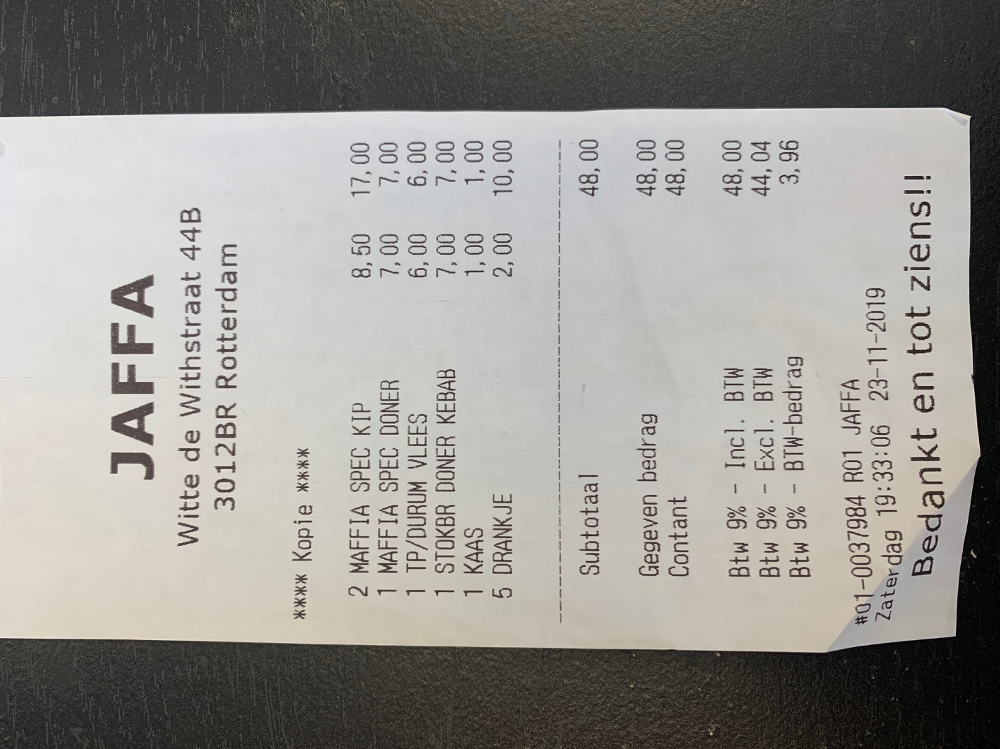 JAFFA
Witte de Withstraat 44B
3012BR Rotterdam
**** Kopie ****
2 MAFFIA SPEC KIP 8,50 17,00
1 MAFFIA SPEC DONER 7,00 7,00
1 TP/DURUM VLEES 6,00 6,00
1 STOKBR DONER KEBAB 7,00 7,00
1 KAAS 1,00 1,00
5 DRANKJE 2,00 10,00
Subtotaal 48,00
Gegeven bedrag 48,00
Contant 48,00
Btw 9% - Incl. BTW 48,00
Btw 9% - Excl. BTW 44,04
Btw 9% - BTW-bedrag 3,96
#01-0037984 R01 JAFFA
Zaterdag 19:33:06 23-11-2019
Bedankt en tot ziens!!